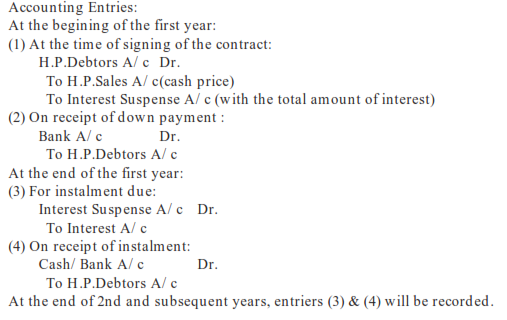 Accounting Entries:
At the begining of the first year:
(1) At the time of signing of the contract:
H.P.Debtors A/ c Dr.
To H.P.Sales A/ c(cash price)
To Interest Suspense A/ c (with the total amount of interest)
(2) On receipt of down payment :
Bank A/ c Dr.
To H.P.Debtors A/ c
At the end of the first year:
(3) For instalment due:
Interest Suspense A/ c Dr.
To Interest A/ c
(4) On receipt of instalment:
Cash/ Bank A/ c Dr.
To H.P.Debtors A/ c
At the end of 2nd and subsequent years, entriers (3) & (4) will be recorded.